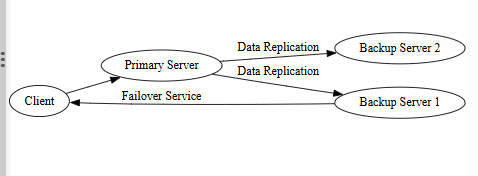 Data Replication
Backup Server 2
Primary Server
Data Replication
Client
Failover Service
Backup Server 1